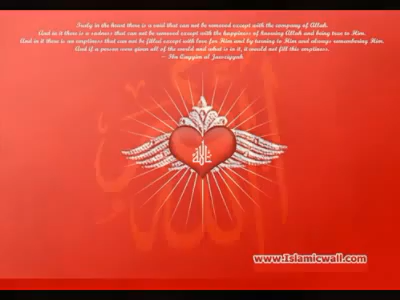 Truly in the heart there is a void that can not be removed except with the company of Allah.
And in it there is a sadness that can not be removed except with the happiness of knowing Allah and being true to Him.
And in it there is an emptiness that can not be filled except with love for Him and by turning to Him and always remembering Him.
And if a person were given all of the world and what is in it, it would not fill this emptiness.
~ Ibn Qayyim al Jawziyyah
www.Islamicwall.com